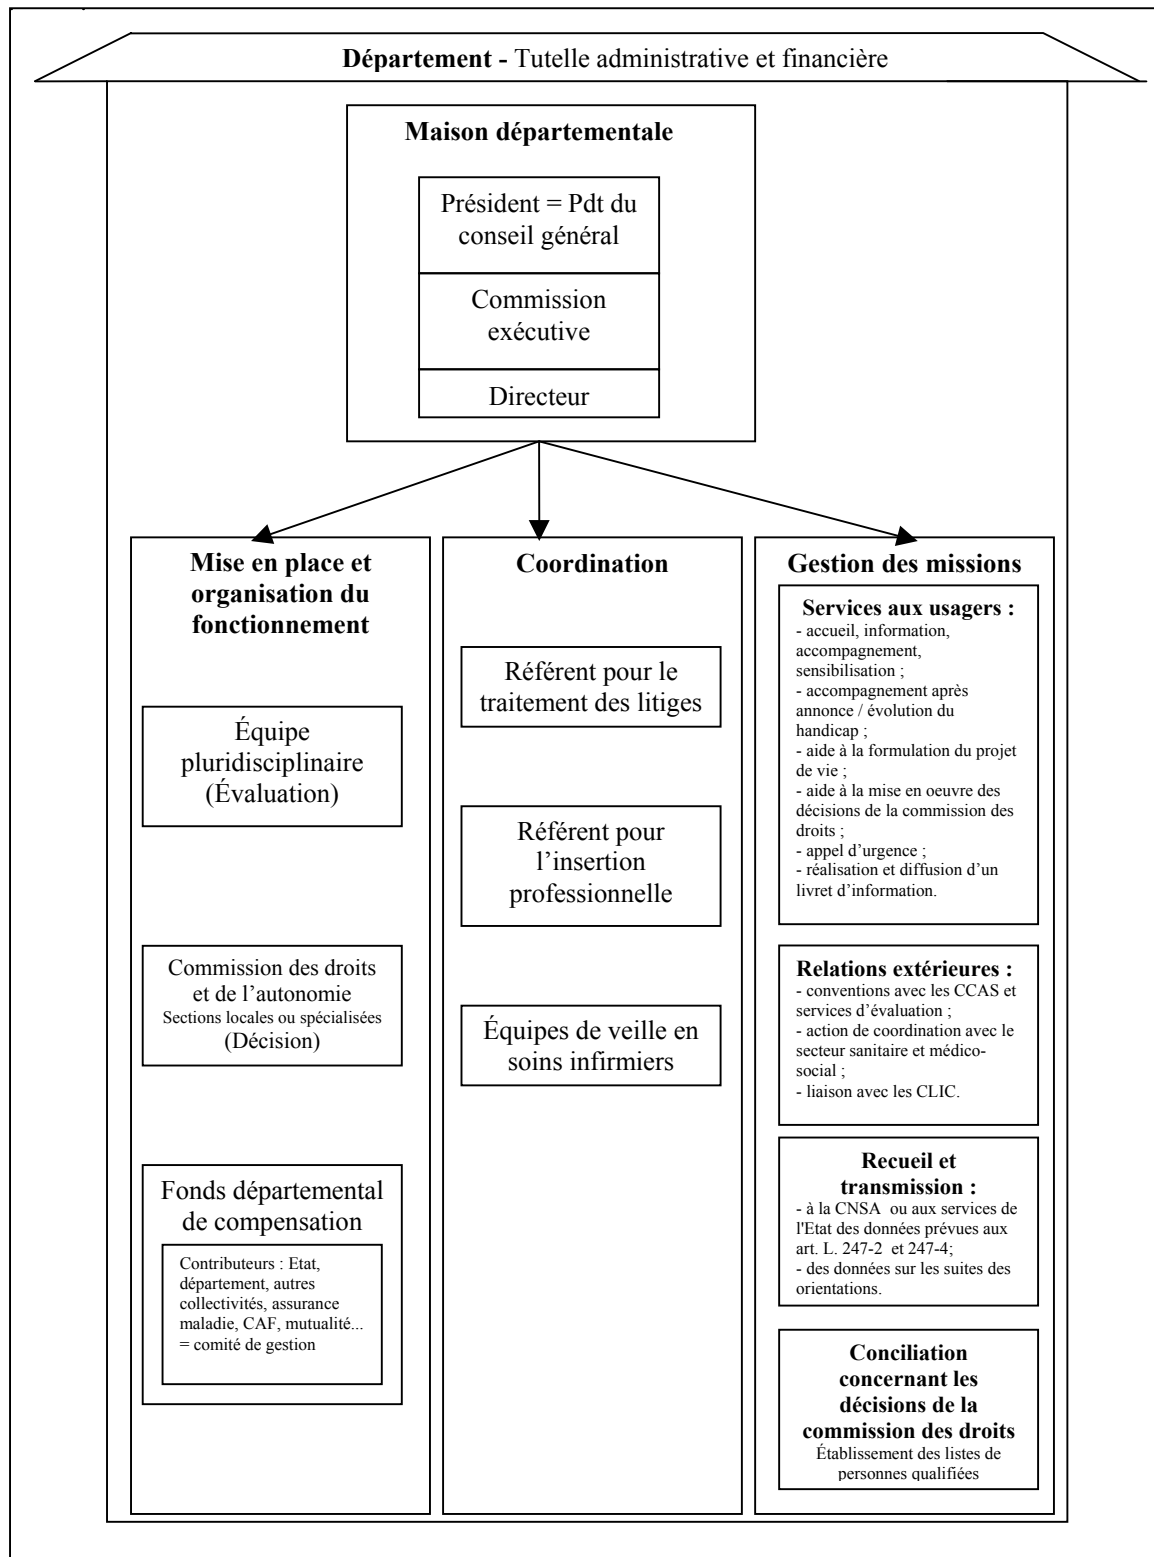 Département - Tutelle administrative et financière
Maison départementale
Président = Pdt du
conseil général
Commission
exécutive
Directeur
Mise en place et
organisation du
fonctionnement
Équipe
pluridisciplinaire
(Évaluation)
Commission des droits
et de l’autonomie
Sections locales ou spécialisées
(Décision)
Fonds départemental
de compensation
Contributeurs : Etat,
département, autres
collectivités, assurance
maladie, CAF, mutualité...
= comité de gestion
Coordination
Référent pour le
traitement des litiges
Référent pour
l’insertion
professionnelle
Équipes de veille en
soins infirmiers
Gestion des missions
Services aux usagers :
- accueil, information,
accompagnement,
sensibilisation ;
- accompagnement après
annonce / évolution du
handicap ;
- aide à la formulation du projet
de vie ;
- aide à la mise en oeuvre des
décisions de la commission des
droits ;
- appel d’urgence ;
- réalisation et diffusion d’un
livret d’information.
Relations extérieures :
- conventions avec les CCAS et
services d’évaluation ;
- action de coordination avec le
secteur sanitaire et médico-
social ;
- liaison avec les CLIC.
Recueil et
transmission :
- à la CNSA ou aux services de
l'Etat des données prévues aux
art. L. 247-2 et 247-4;
- des données sur les suites des
orientations.
Conciliation
concernant les
décisions de la
commission des droits
Établissement des listes de
personnes qualifiées